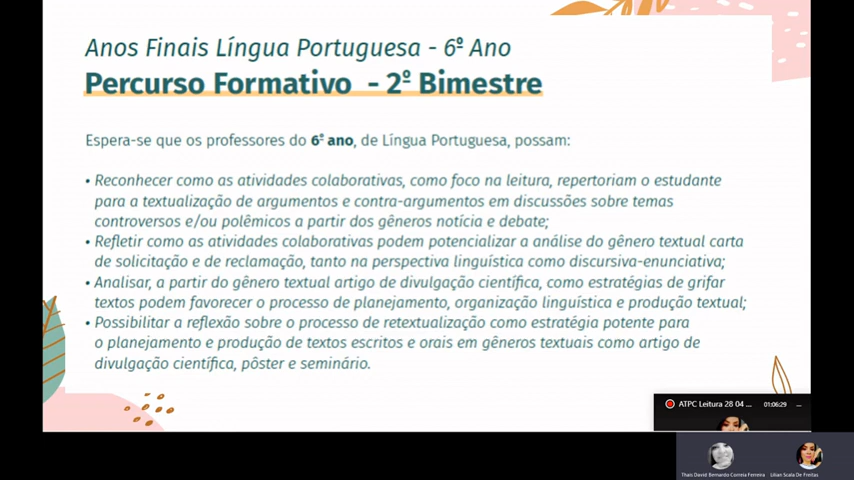 Anos Finais Língua Portuguesa - 6º Ano
Percurso Formativo - 2º Bimestre
Espera-se que os professores do 6º ano, de Língua Portuguesa, possam:
• Reconhecer como as atividades colaborativas, como foco na leitura, repertoriam o estudante
para a textualização de argumentos e contra-argumentos em discussões sobre temas
controversos e/ou polêmicos a partir dos gêneros notícia e debate;
• Refletir como as atividades colaborativas podem potencializar a análise do gênero textual carta
de solicitação e de reclamação, tanto na perspectiva linguística como discursiva-enunciativa;
• Analisar, a partir do gênero textual artigo de divulgação científica, como estratégias de grifar
textos podem favorecer o processo de planejamento, organização linguística e produção textual;
• Possibilitar a reflexão sobre o processo de retextualização como estratégia potente para
o planejamento e produção de textos escritos e orais em gêneros textuais como artigo de
divulgação científica, pôster e seminário.
ATPC Leitura 28 04 ... 01:06:29 ...
Thais David Bernardo Correia Ferreira Lilian Scala De Freitas